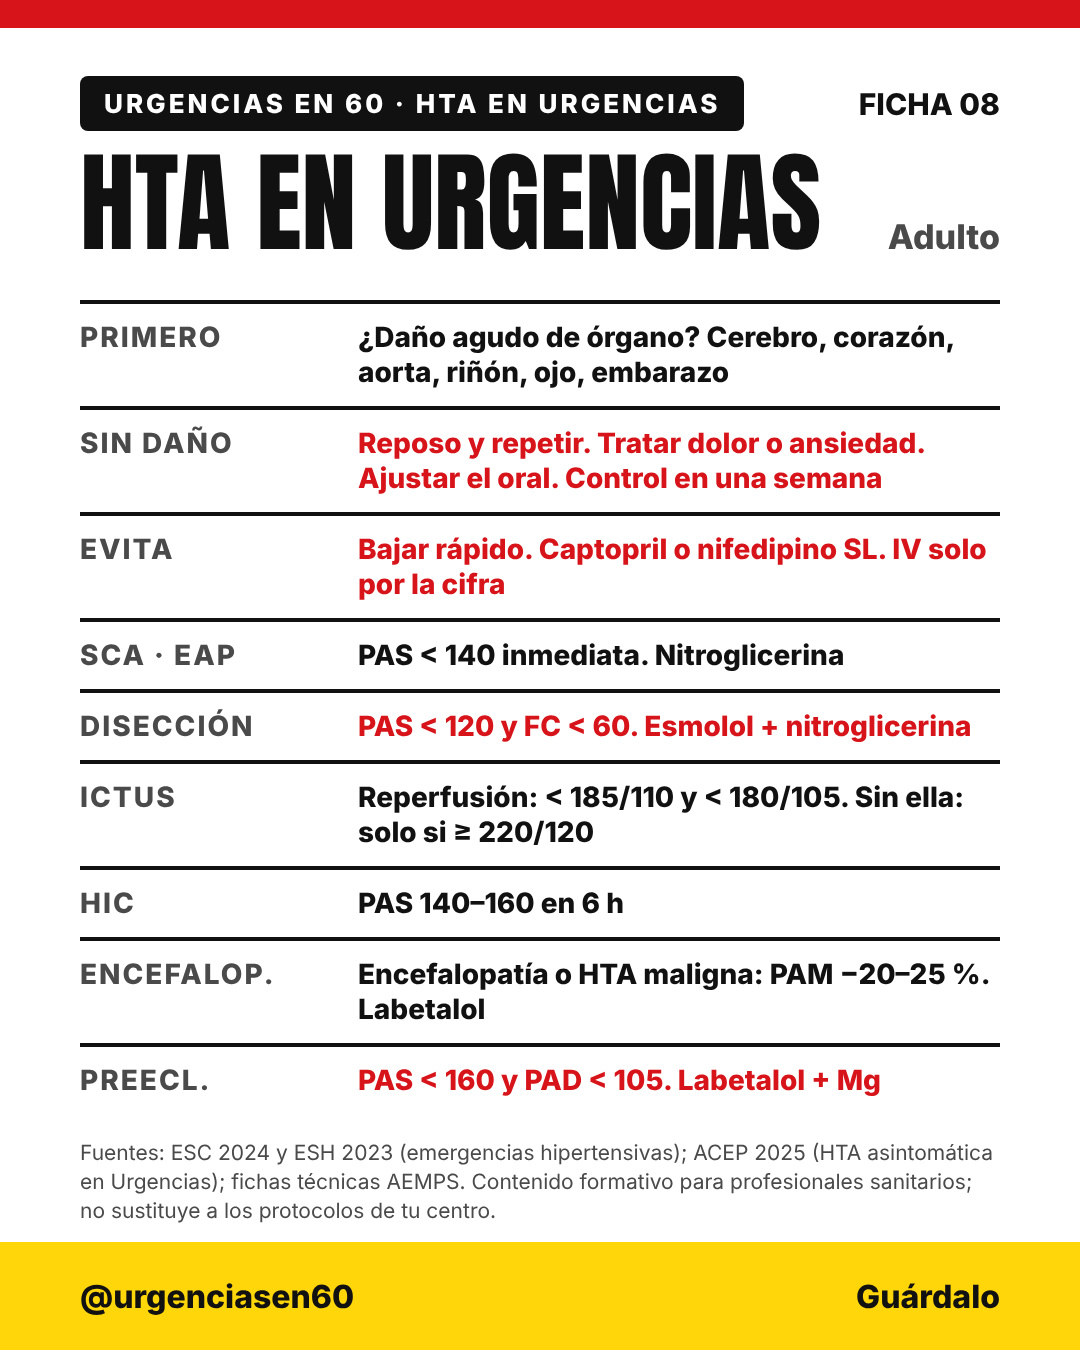 URGENCIAS EN 60 · HTA EN URGENCIAS
FICHA 08
HTA EN URGENCIAS
Adulto
PRIMERO
¿Daño agudo de órgano? Cerebro, corazón,
aorta, riñón, ojo, embarazo
SIN DAÑO
Reposo y repetir. Tratar dolor o ansiedad.
Ajustar el oral. Control en una semana
EVITA
Bajar rápido. Captopril o nifedipino SL. IV solo
por la cifra
SCA · EAP
PAS < 140 inmediata. Nitroglicerina
DISECCIÓN
PAS < 120 y FC < 60. Esmolol + nitroglicerina
ICTUS
Reperfusión: < 185/110 y < 180/105. Sin ella:
solo si ≥ 220/120
HIC
PAS 140–160 en 6 h
ENCEFALOP.
Encefalopatía o HTA maligna: PAM −20–25 %.
Labetalol
PREECL.
PAS < 160 y PAD < 105. Labetalol + Mg
Fuentes: ESC 2024 y ESH 2023 (emergencias hipertensivas); ACEP 2025 (HTA asintomática
en Urgencias); fichas técnicas AEMPS. Contenido formativo para profesionales sanitarios;
no sustituye a los protocolos de tu centro.
@urgenciasen60
Guárdalo